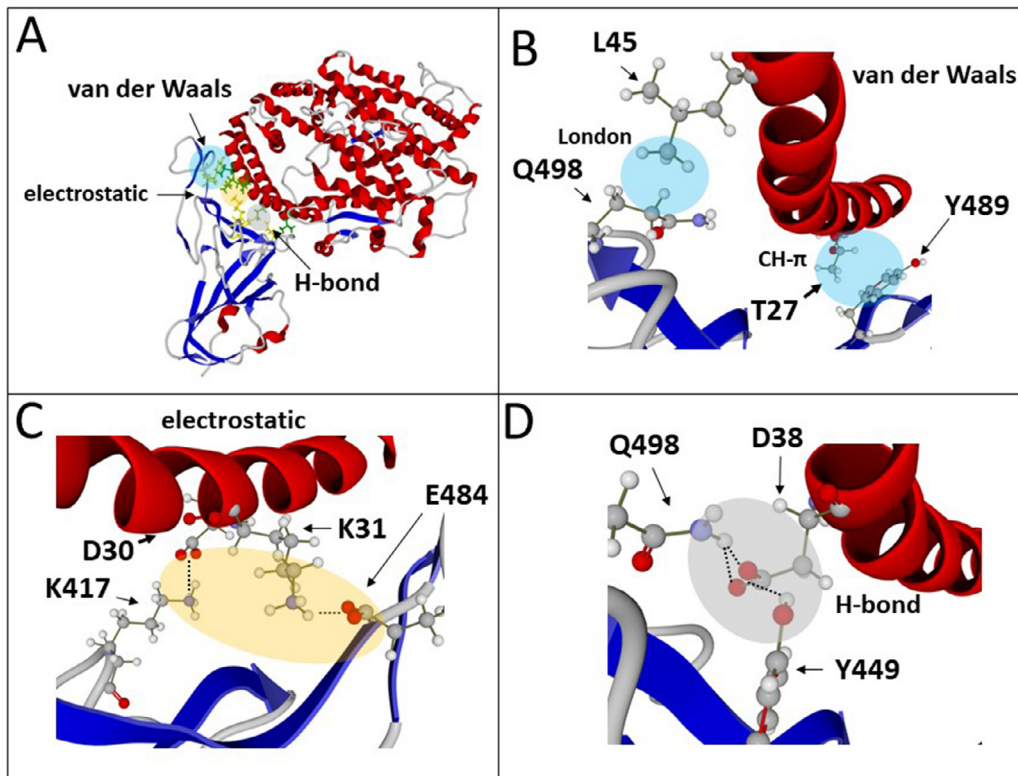 A
van der Waals
electrostatic
H-bond
B
L45
van der Waals
London
Q498
Y489
CH-π
T27
C
electrostatic
E484
K31
D30
K417
D
Q498
D38
H-bond
Y449